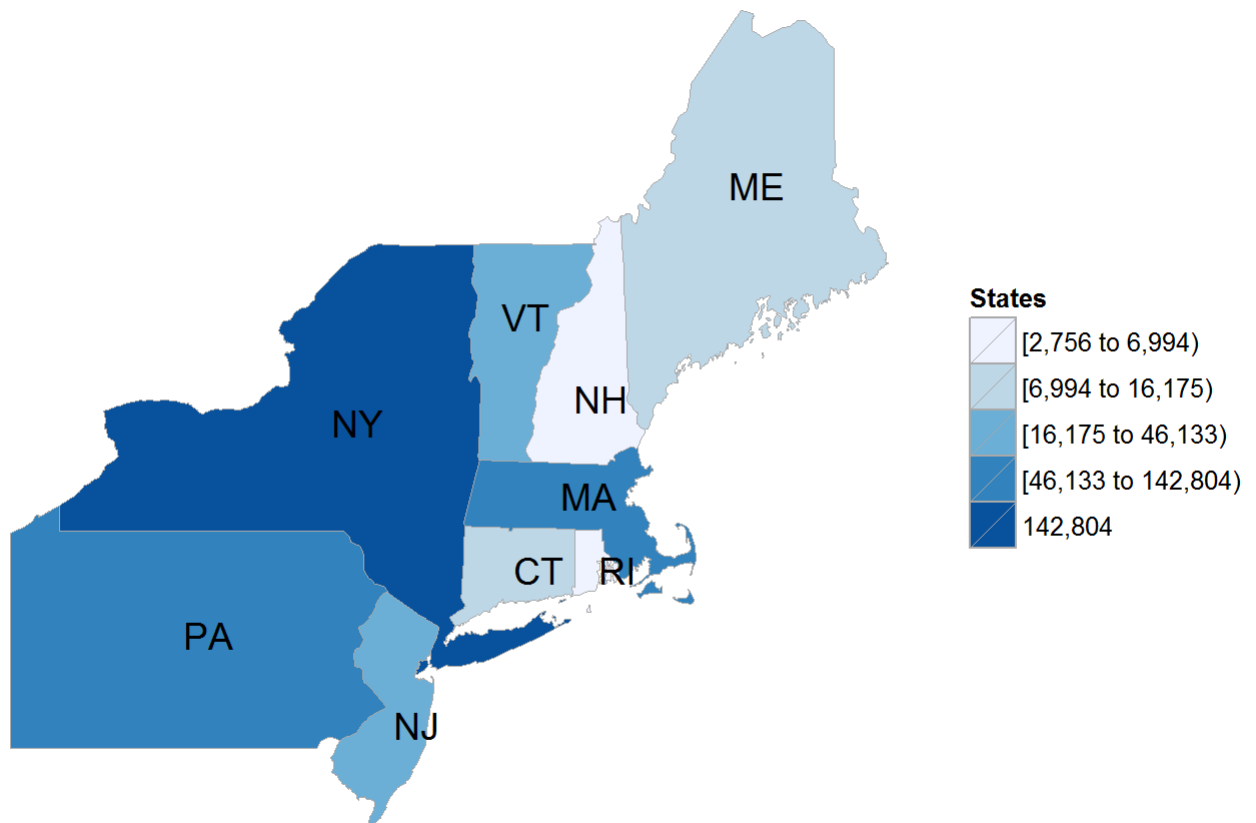 ME
VT
NH
NY
MA
CT
RI
PA
NJ
States
[2,756 to 6,994)
[6,994 to 16,175)
[16,175 to 46,133)
[46,133 to 142,804)
142,804